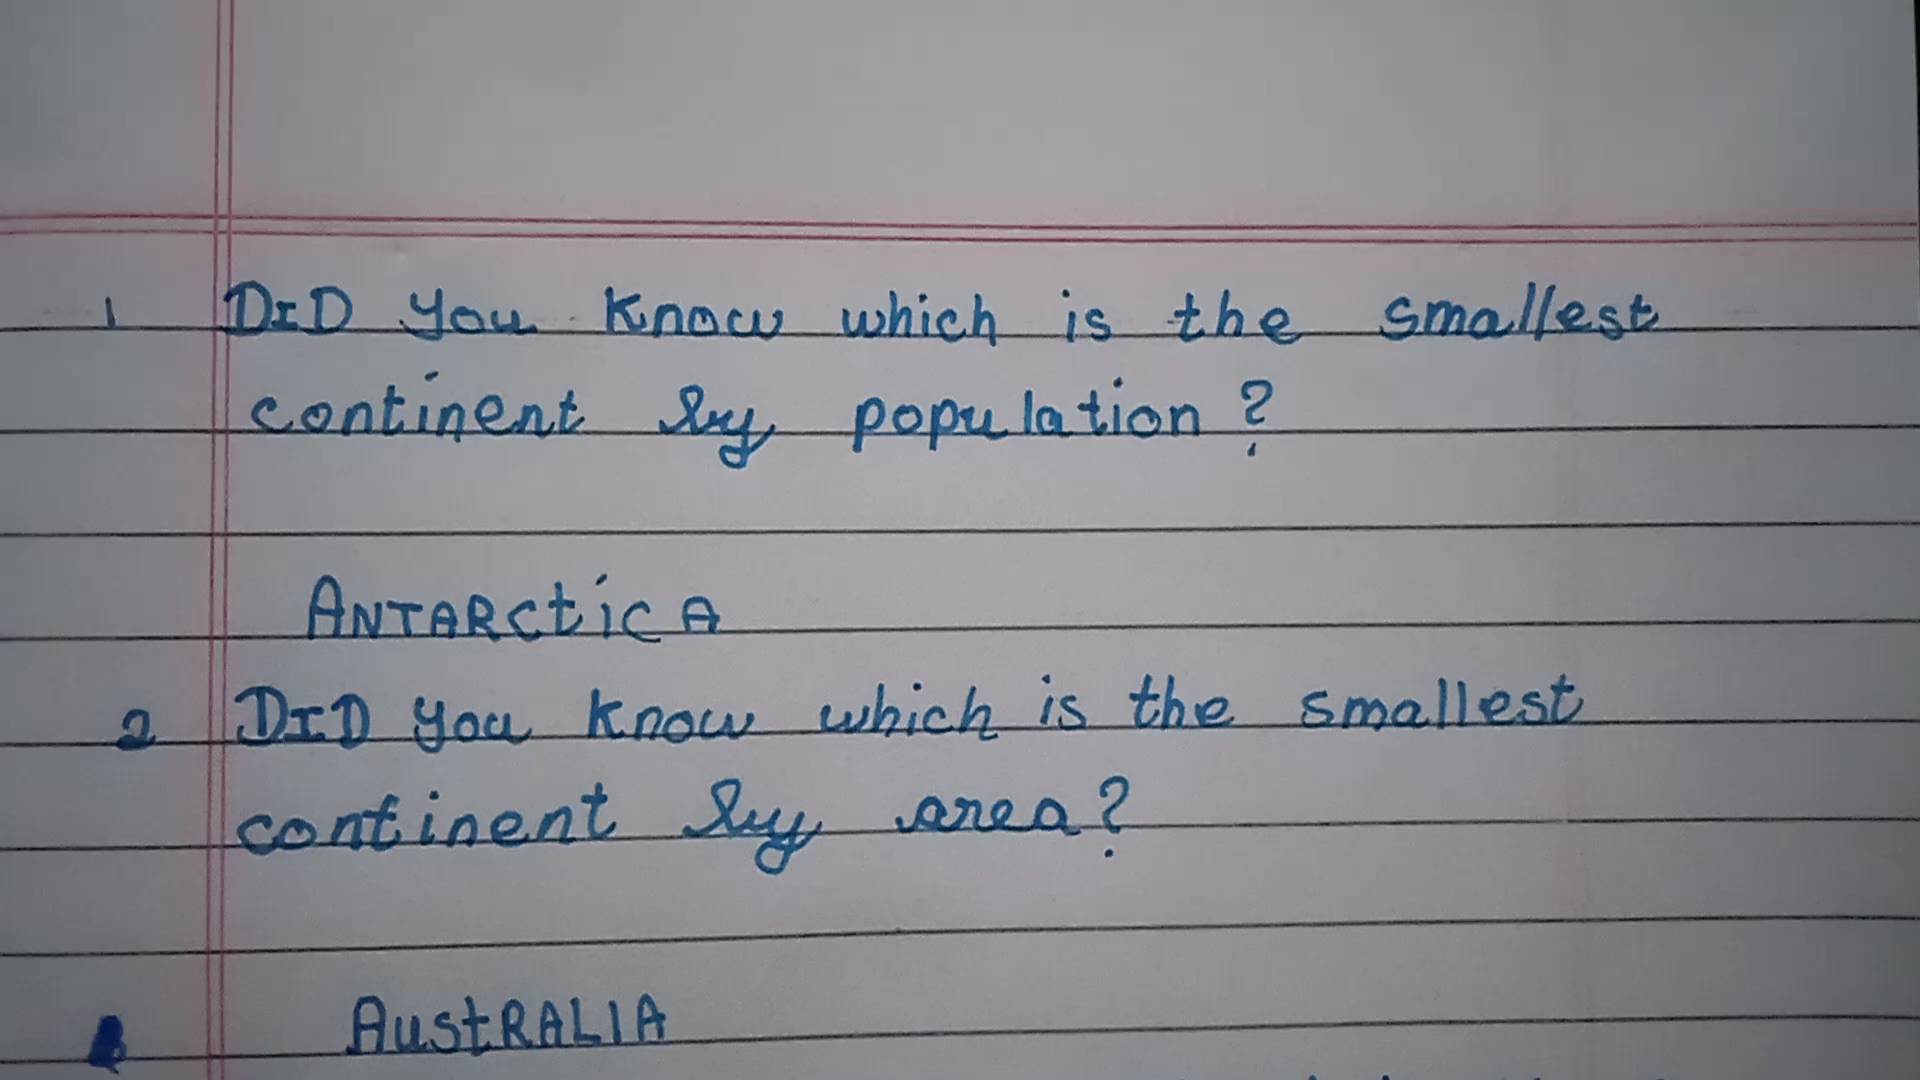 1 DID you know which is the smallest
continent by population?
ANTARctic A
2 DID you know which is the smallest
continent by area?
AustRALIA